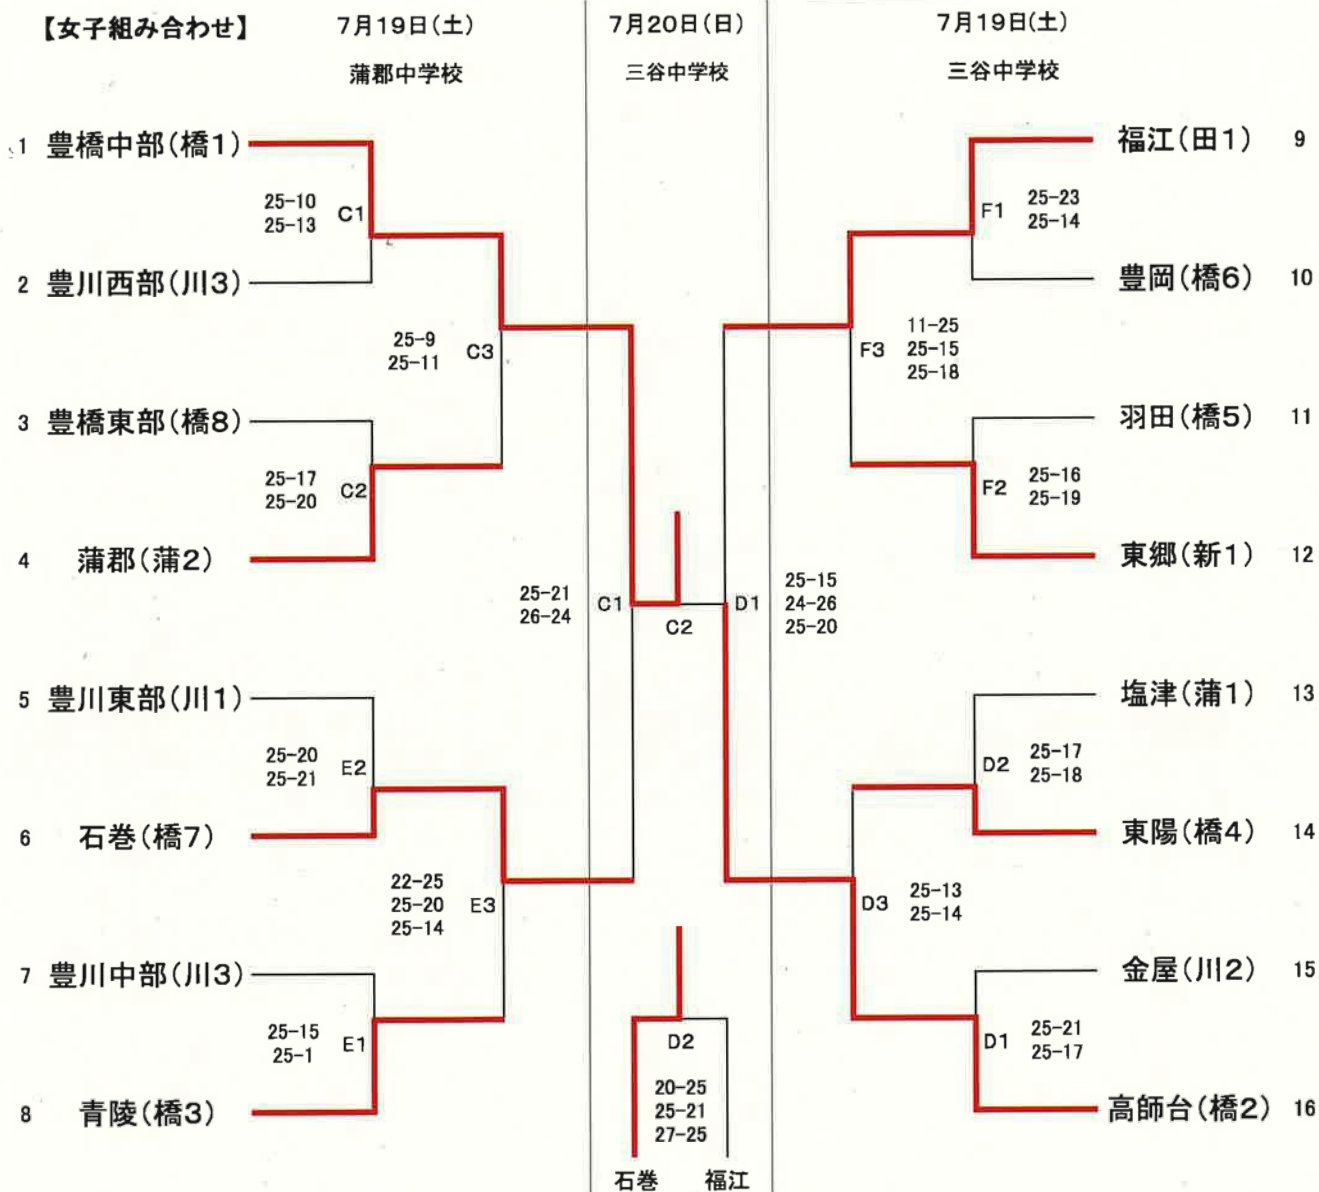 【女子組み合わせ】
7月19日(土)
蒲郡中学校
7月20日(日)
三谷中学校
7月19日(土)
三谷中学校
1 豊橋中部(橋1)
25-10
25-13
C1
2 豊川西部(川3)
25-9
25-11
C3
3 豊橋東部(橋8)
25-17
25-20
C2
4 蒲郡(蒲2)
25-21
26-24
C1
C2
D1
25-15
24-26
25-20
5 豊川東部(川1)
25-20
25-21
E2
6 石巻(橋7)
22-25
25-20
25-14
E3
7 豊川中部(川3)
25-15
25-1
E1
8 青陵(橋3)
福江(田1) 9
F1
25-23
25-14
豊岡(橋6) 10
F3
11-25
25-15
25-18
羽田(橋5) 11
F2
25-16
25-19
東郷(新1) 12
塩津(蒲1) 13
D2
25-17
25-18
東陽(橋4) 14
D3
25-13
25-14
金屋(川2) 15
D1
25-21
25-17
高師台(橋2) 16
D2
20-25
25-21
27-25
石巻 福江